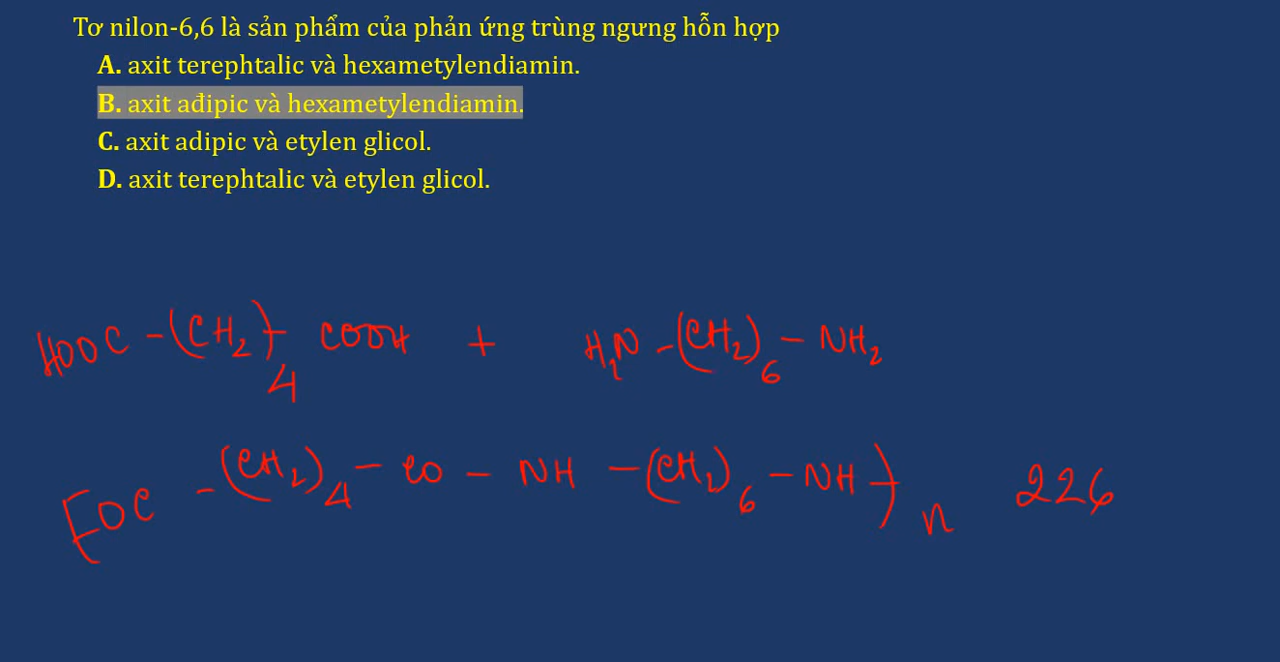 Tơ nilon-6,6 là sản phẩm của phản ứng trùng ngưng hỗn hợp
A. axit terephtalic và hexametylendiamin.
B. axit ađipic và hexametylendiamin.
C. axit adipic và etylen glicol.
D. axit terephtalic và etylen glicol.
HOOC-(CH₂)₄ COOH + H₂N-(CH₂)₆-NH₂
[OC-(CH₂)₄-CO-NH-(CH₂)₆-NH)n 226